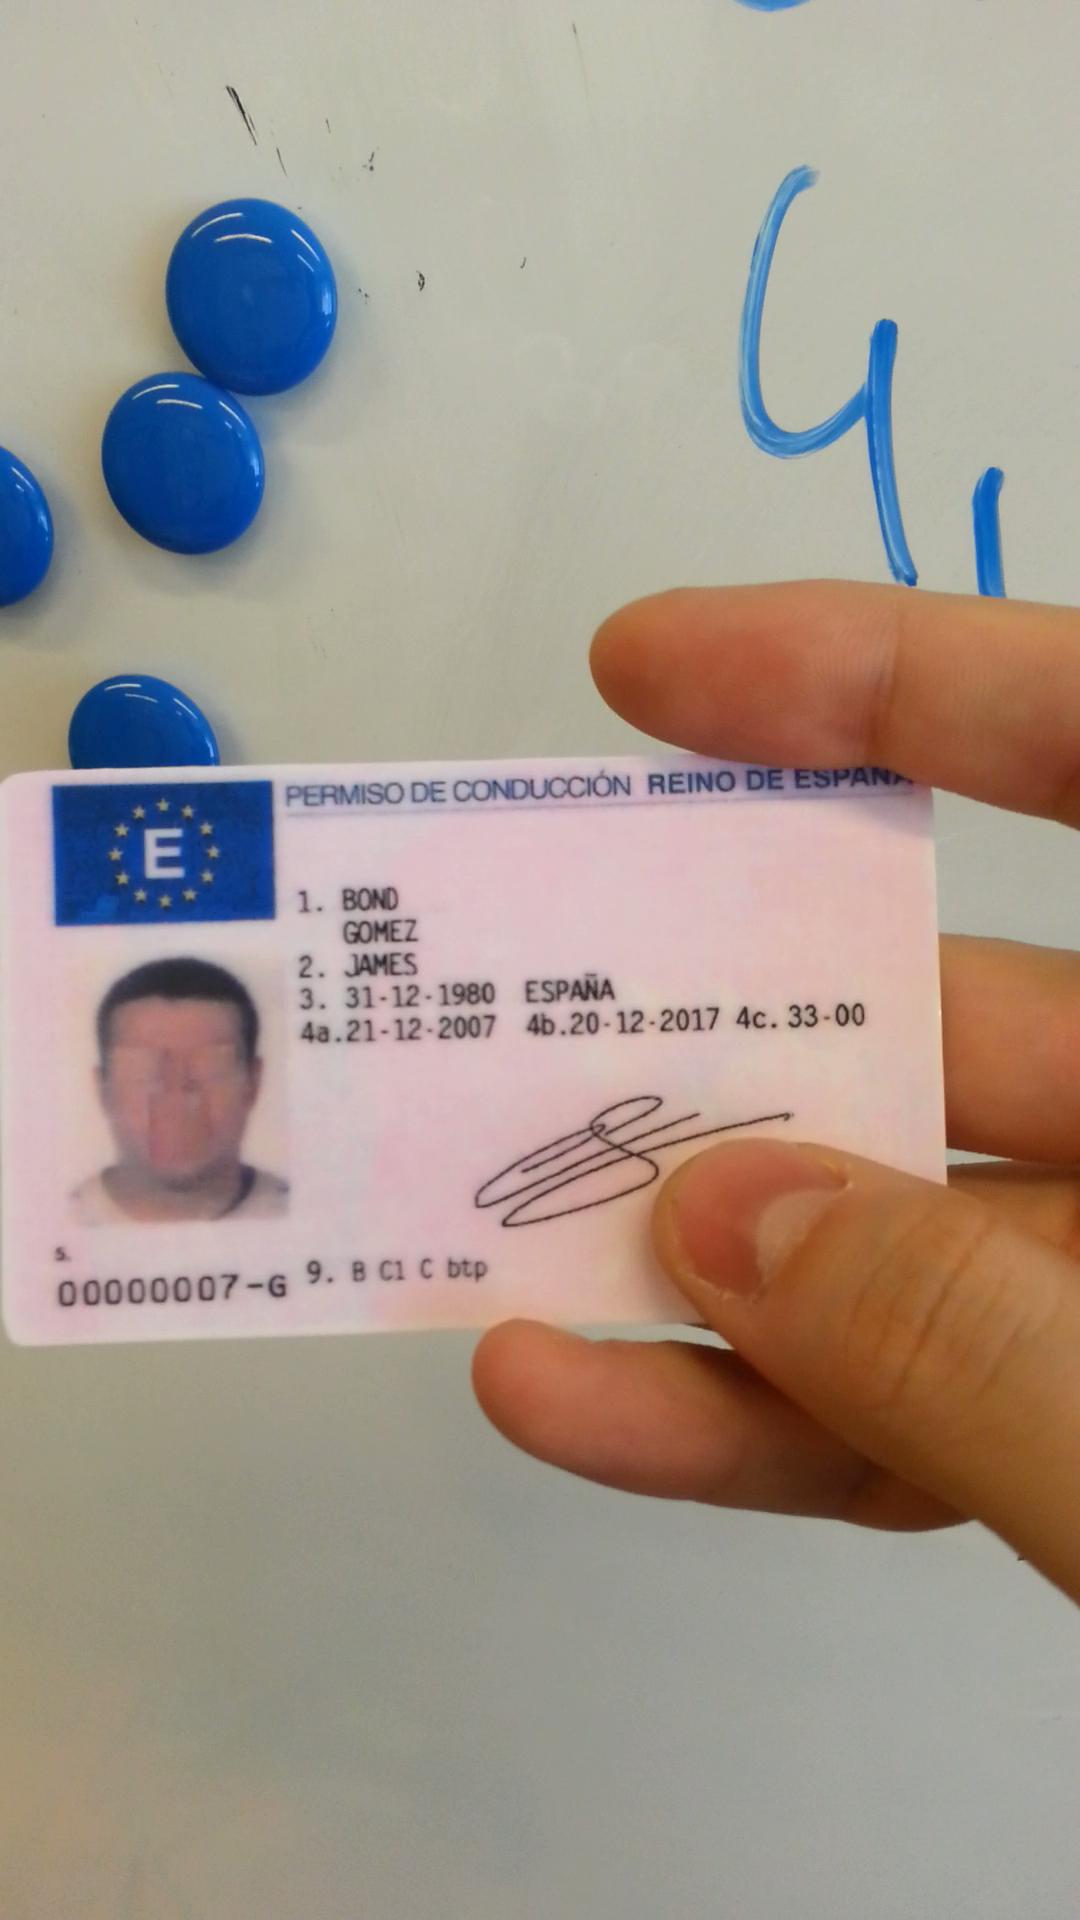 4,
PERMISO DE CONDUCCIÓN REINO DE ESPAÑA
E
1. BOND
GOMEZ
2. JAMES
3. 31-12-1980 ESPAÑA
4a.21-12-2007 4b.20-12-2017 4c. 33-00
5.
00000007-G 9. B C1 C btp